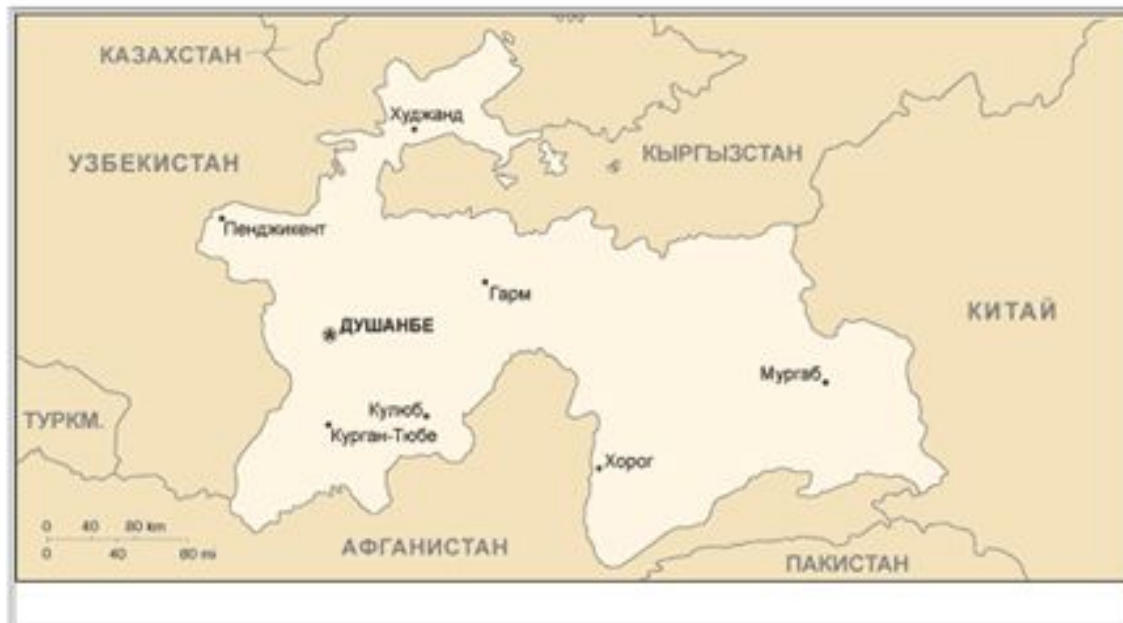 КАЗАХСТАН
Худжанд
УЗБЕКИСТАН
КЫРГЫЗСТАН
Пенджикент
Гарм
КИТАЙ
ДУШАНБЕ
Мургаб
ТУРКМ.
Кулюб
Курган-Тюбе
Хорог
0 40 80 km
0 40 80 mi
АФГАНИСТАН
ПАКИСТАН